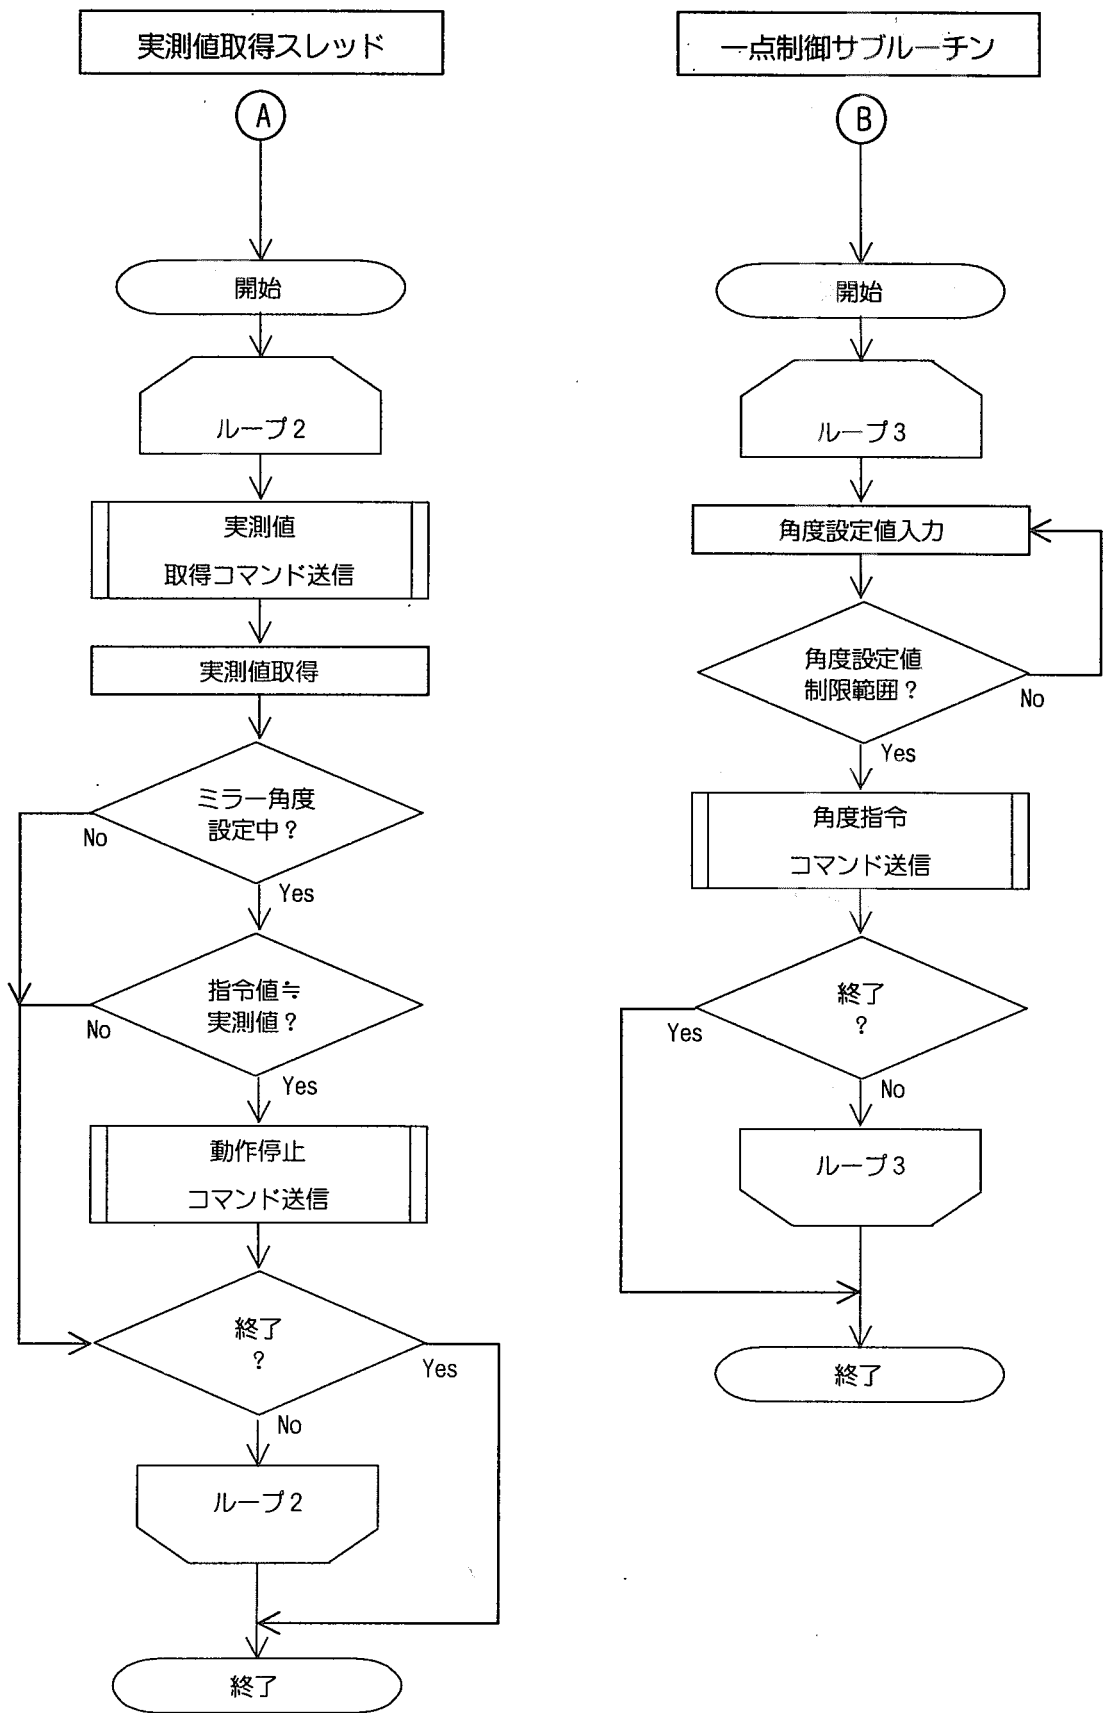 実測値取得スレッド
A
開始
ループ2
実測値
取得コマンド送信
実測値取得
ミラー角度
設定中？
No
Yes
指令値≒
実測値？
No
Yes
動作停止
コマンド送信
終了
？
Yes
No
ループ2
終了
一点制御サブルーチン
B
開始
ループ3
角度設定値入力
角度設定値
制限範囲？
No
Yes
角度指令
コマンド送信
終了
？
Yes
No
ループ3
終了